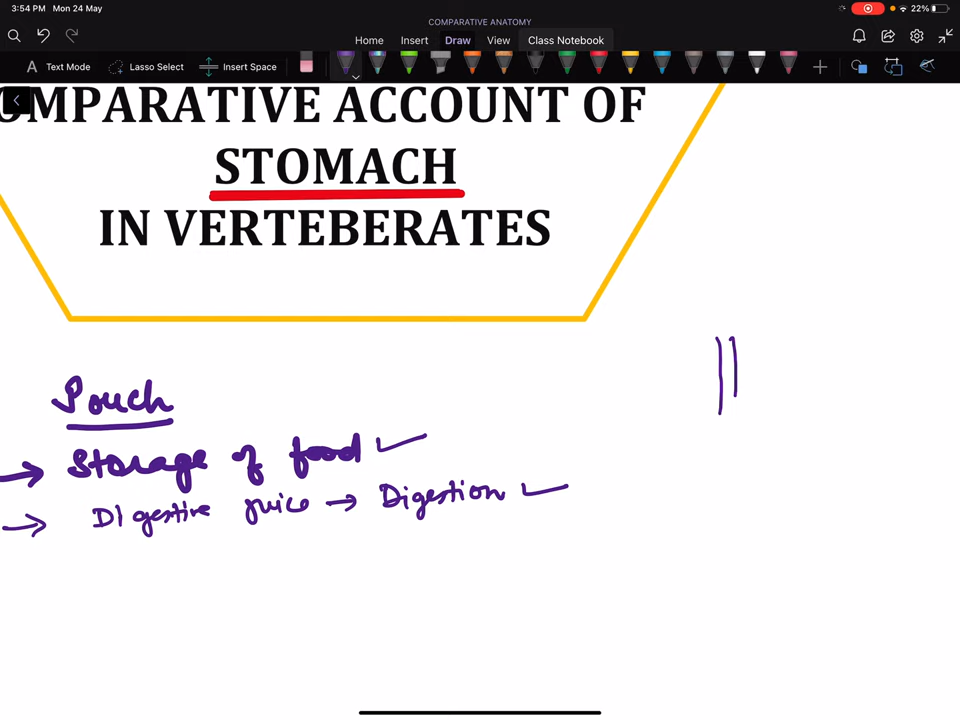 3:54 PM Mon 24 May
22%
COMPARATIVE ANATOMY
Home Insert Draw View Class Notebook
Text Mode Lasso Select Insert Space
OMPARATIVE ACCOUNT OF
STOMACH
IN VERTEBERATES
Pouch
→ Storage of food ✓
→ Digestive juice → Digestion ✓